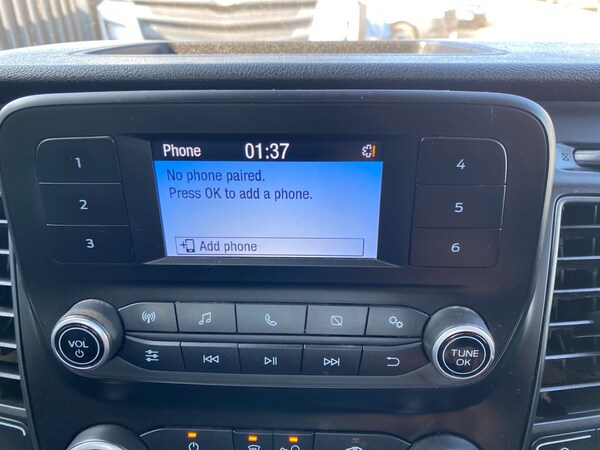 Phone 01:37
No phone paired.
Press OK to add a phone.
Add phone
1
2
3
4
5
6
VOL
TUNE
OK